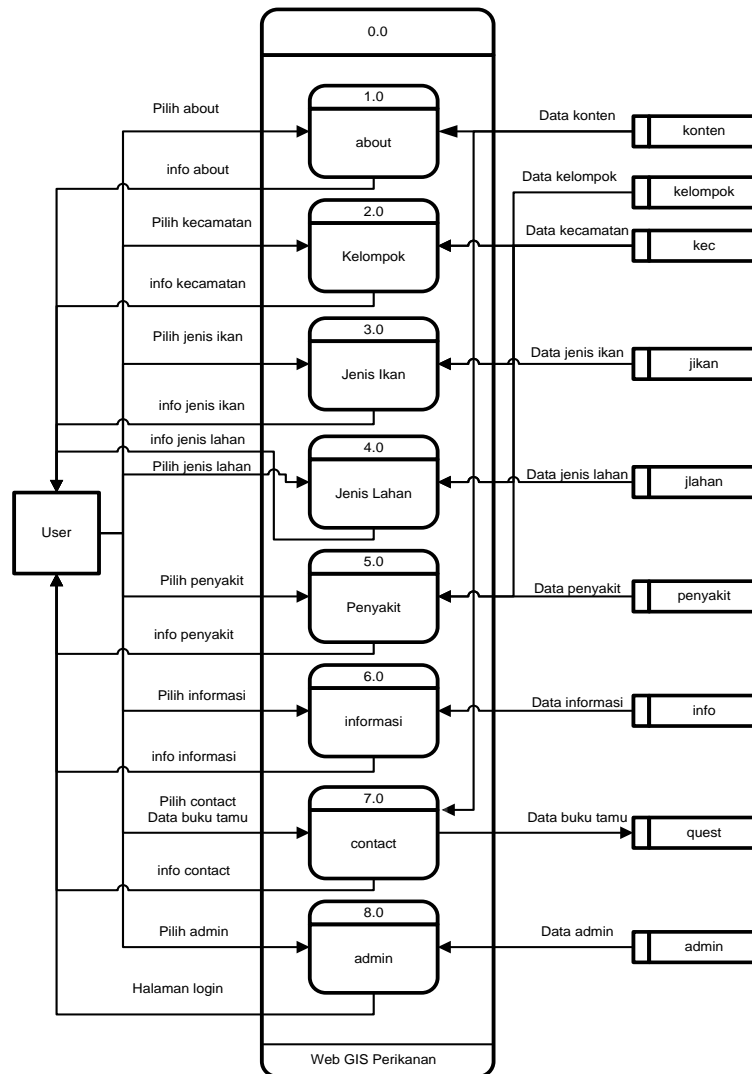 0.0
1.0
Pilih about
Data konten
konten
about
info about
Data kelompok
kelompok
2.0
Pilih kecamatan
Data kecamatan
kec
Kelompok
info kecamatan
3.0
Pilih jenis ikan
Data jenis ikan
jikan
Jenis Ikan
info jenis ikan
info jenis lahan
4.0
Pilih jenis lahan
Data jenis lahan
jlahan
Jenis Lahan
User
5.0
Pilih penyakit
Data penyakit
penyakit
Penyakit
info penyakit
6.0
Pilih informasi
Data informasi
info
informasi
info informasi
7.0
Pilih contact
Data buku tamu
Data buku tamu
quest
contact
info contact
8.0
Pilih admin
Data admin
admin
admin
Halaman login
Web GIS Perikanan